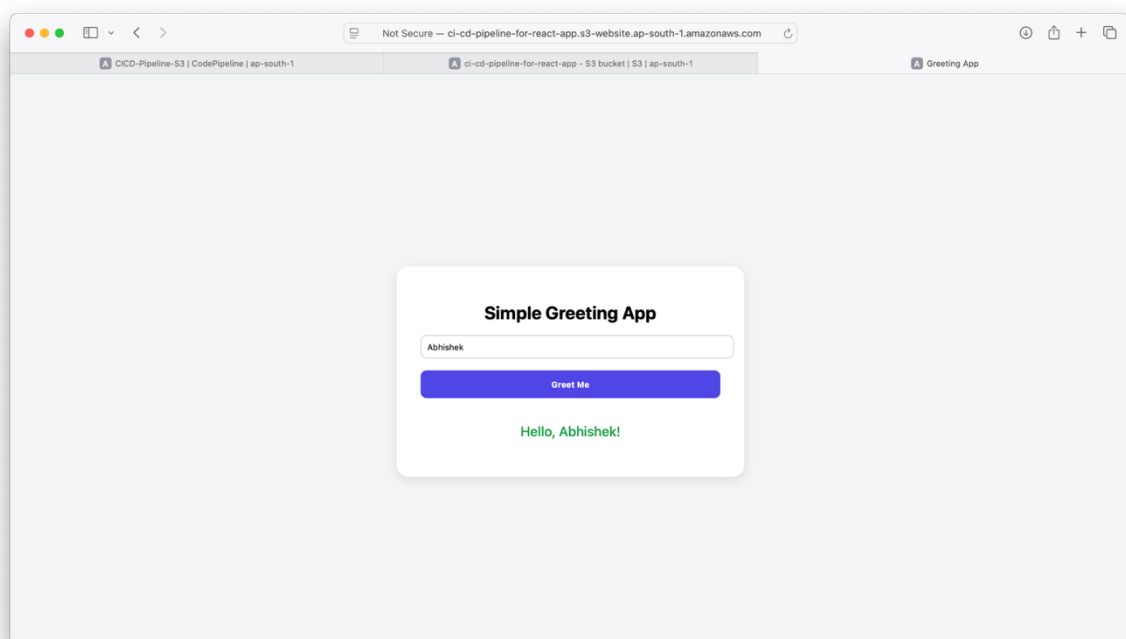 Not Secure — ci-cd-pipeline-for-react-app.s3-website.ap-south-1.amazonaws.com
A CICD-Pipeline-S3 | CodePipeline | ap-south-1
A ci-cd-pipeline-for-react-app - S3 bucket | S3 | ap-south-1
A Greeting App
Simple Greeting App
Abhishek
Greet Me
Hello, Abhishek!